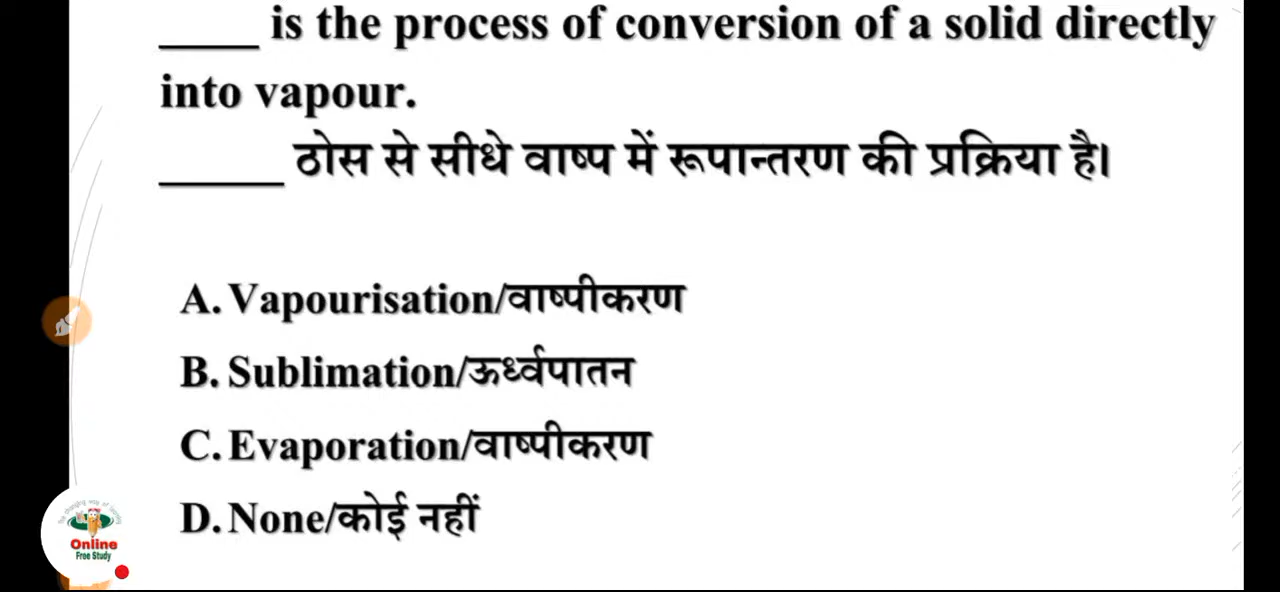 ____ is the process of conversion of a solid directly
into vapour.
_____ ठोस से सीधे वाष्प में रूपान्तरण की प्रक्रिया है।
A. Vapourisation/वाष्पीकरण
B. Sublimation/ऊर्ध्वपातन
C. Evaporation/वाष्पीकरण
D. None/कोई नहीं
Online
Free Study